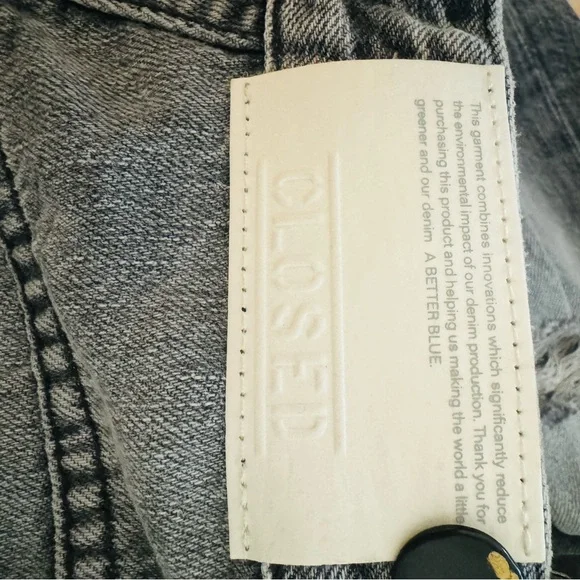 CLOSED
This garment combines innovations which significantly reduce
the environmental impact of our denim production. Thank you for
purchasing this product and helping us making the world a little
greener and our denim A BETTER BLUE.